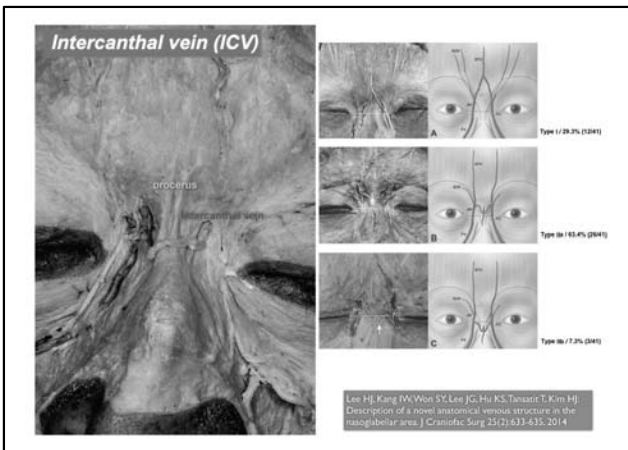 Intercanthal vein (ICV)
procerus
Intercanthal vein
A
Type I / 29.3% (12/41)
B
Type IIa / 63.4% (26/41)
C
Type IIb / 7.3% (3/41)
Lee HJ, Kang IW, Won SY, Lee JG, Hu KS, Tansatit T, Kim HJ:
Description of a novel anatomical venous structure in the
nasoglabellar area. J Craniofac Surg 25(2):633-635, 2014